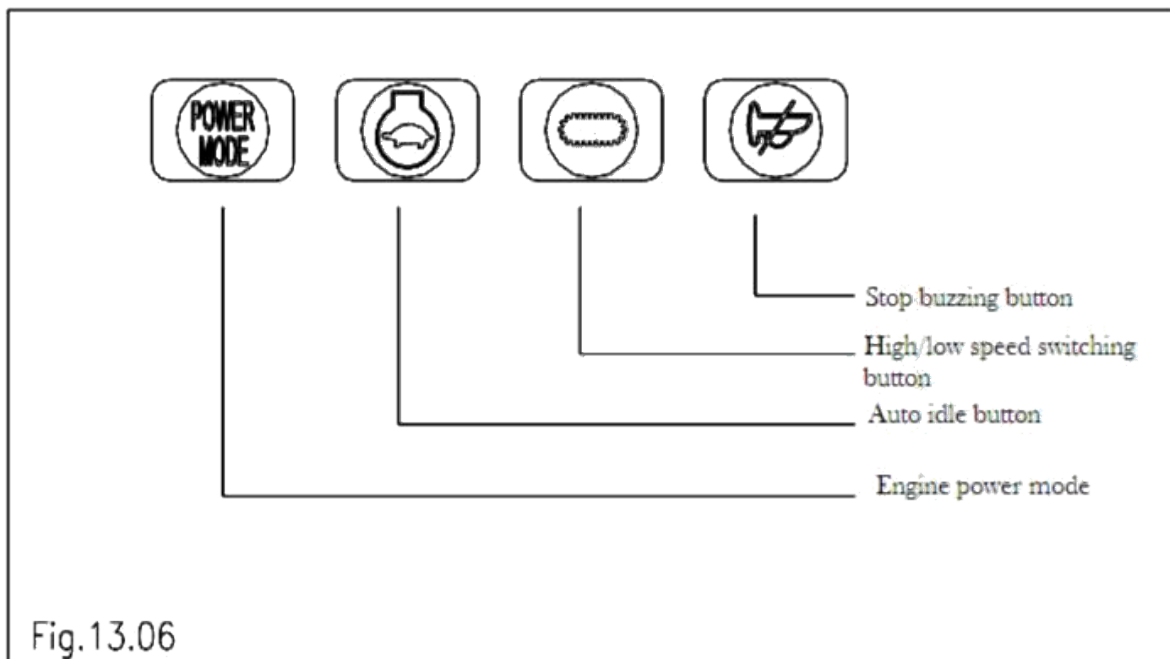 POWER
MODE
Stop buzzing button
High/low speed switching
button
Auto idle button
Engine power mode
Fig.13.06